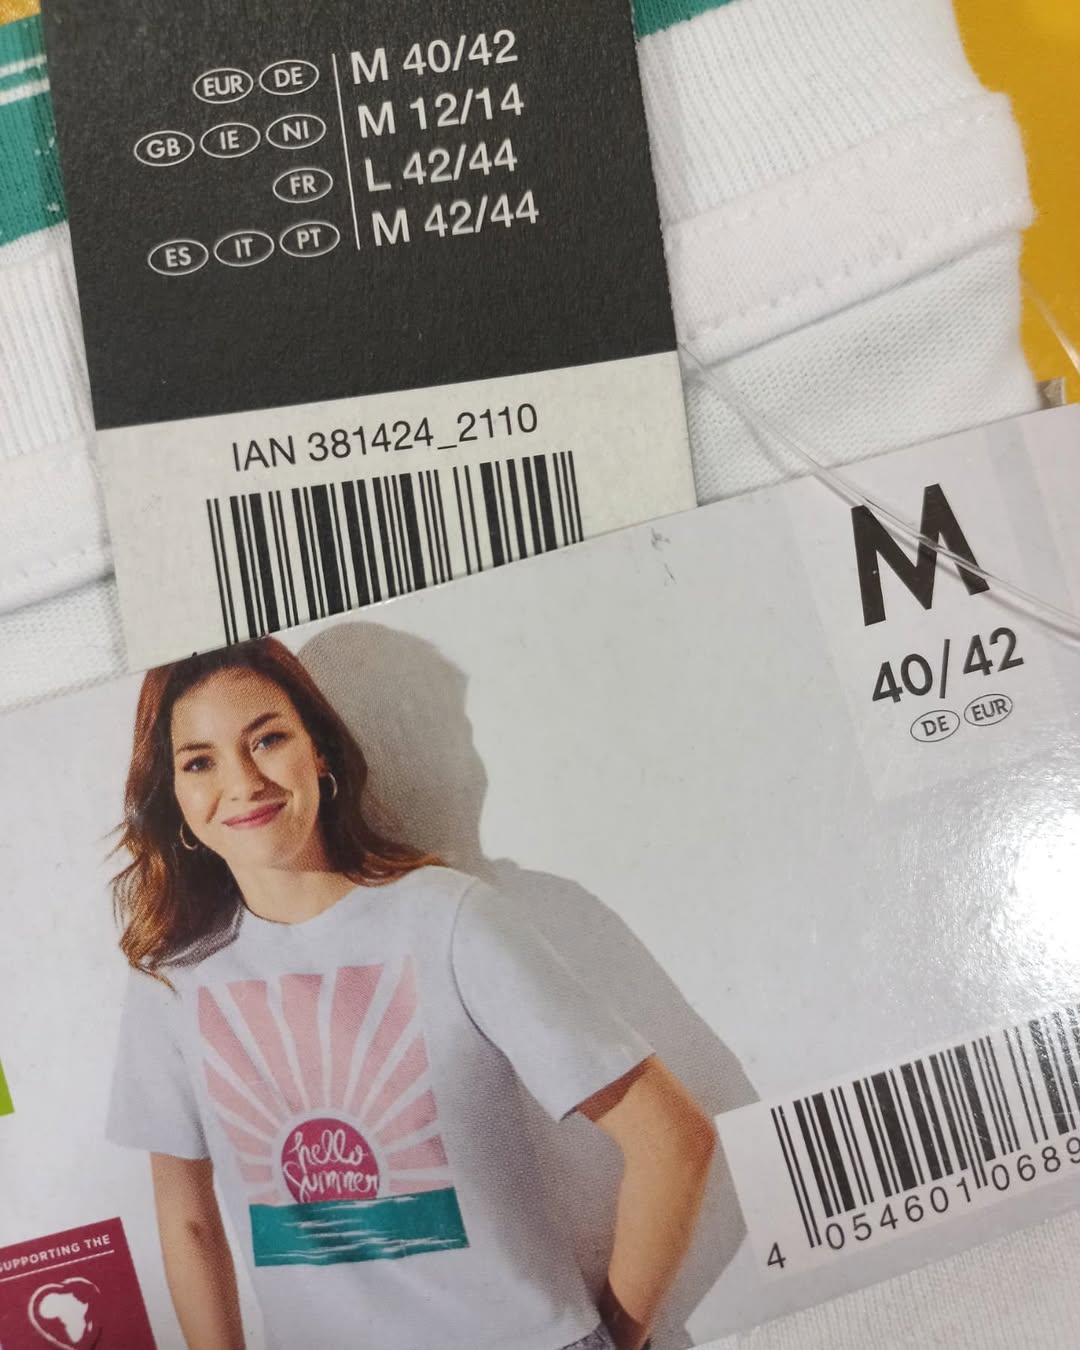 EUR DE M 40/42
GB IE NI M 12/14
FR L 42/44
ES IT PT M 42/44
IAN 381424_2110
M
40/42
DE EUR
hello
Summer
SUPPORTING THE
4 054601 0689